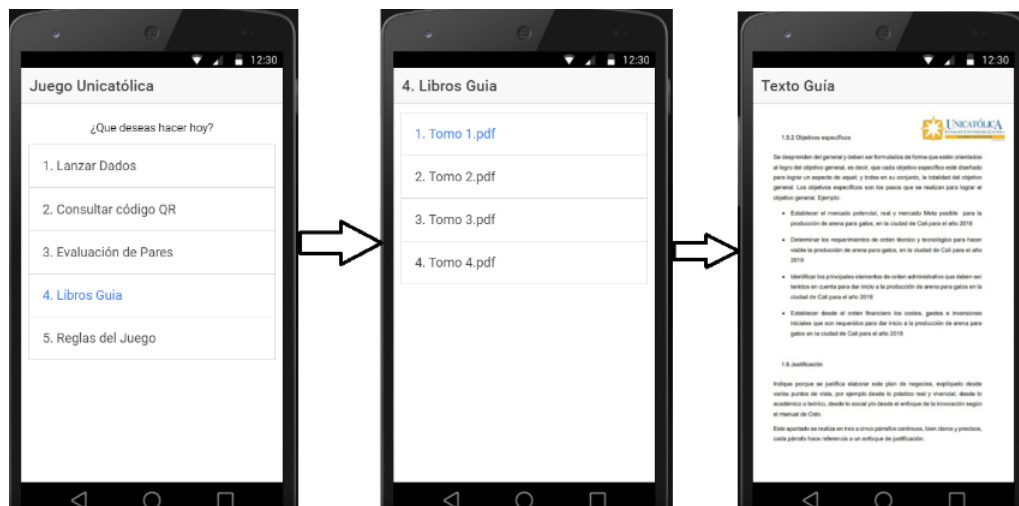 12:30
Juego Unicatólica
¿Que deseas hacer hoy?
1. Lanzar Dados
2. Consultar código QR
3. Evaluación de Pares
4. Libros Guia
5. Reglas del Juego
12:30
4. Libros Guia
1. Tomo 1.pdf
2. Tomo 2.pdf
3. Tomo 3.pdf
4. Tomo 4.pdf
12:30
Texto Guía
UNICATÓLICA
1.5.2 Objetivos específicos
Se desprenden del general y deben ser formulados de forma que estén orientados
al logro del objetivo general, es decir, que cada objetivo específico esté diseñado
para lograr un aspecto de aquel; y todos en su conjunto, la totalidad del objetivo
general. Los objetivos específicos son los pasos que se realizan para lograr el
objetivo general. Ejemplo:
• Establecer el mercado potencial, real y mercado Meta posible para la
producción de arena para gatos, en la ciudad de Cali para el año 2018
• Determinar los requerimientos de orden técnico y tecnológico para hacer
viable la producción de arena para gatos, en la ciudad de Cali para el año
2018
• Identificar los principales elementos de orden administrativo que deben ser
tenidos en cuenta para dar inicio a la producción de arena para gatos en la
ciudad de Cali para el año 2018
• Establecer desde el orden financiero los costos, gastos e inversiones
iniciales que son requeridos para dar inicio a la producción de arena para
gatos en la ciudad de Cali para el año 2018
1.6 Justificación
Indique porque se justifica elaborar este plan de negocios, explíquelo desde
varios puntos de vista, por ejemplo desde lo práctico real y vivencial, desde lo
académico o teórico, desde lo social y/o desde el enfoque de la innovación según
el manual de Oslo.
Este apartado se realiza en tres a cinco párrafos continuos, bien claros y precisos,
cada párrafo hace referencia a un enfoque de justificación.